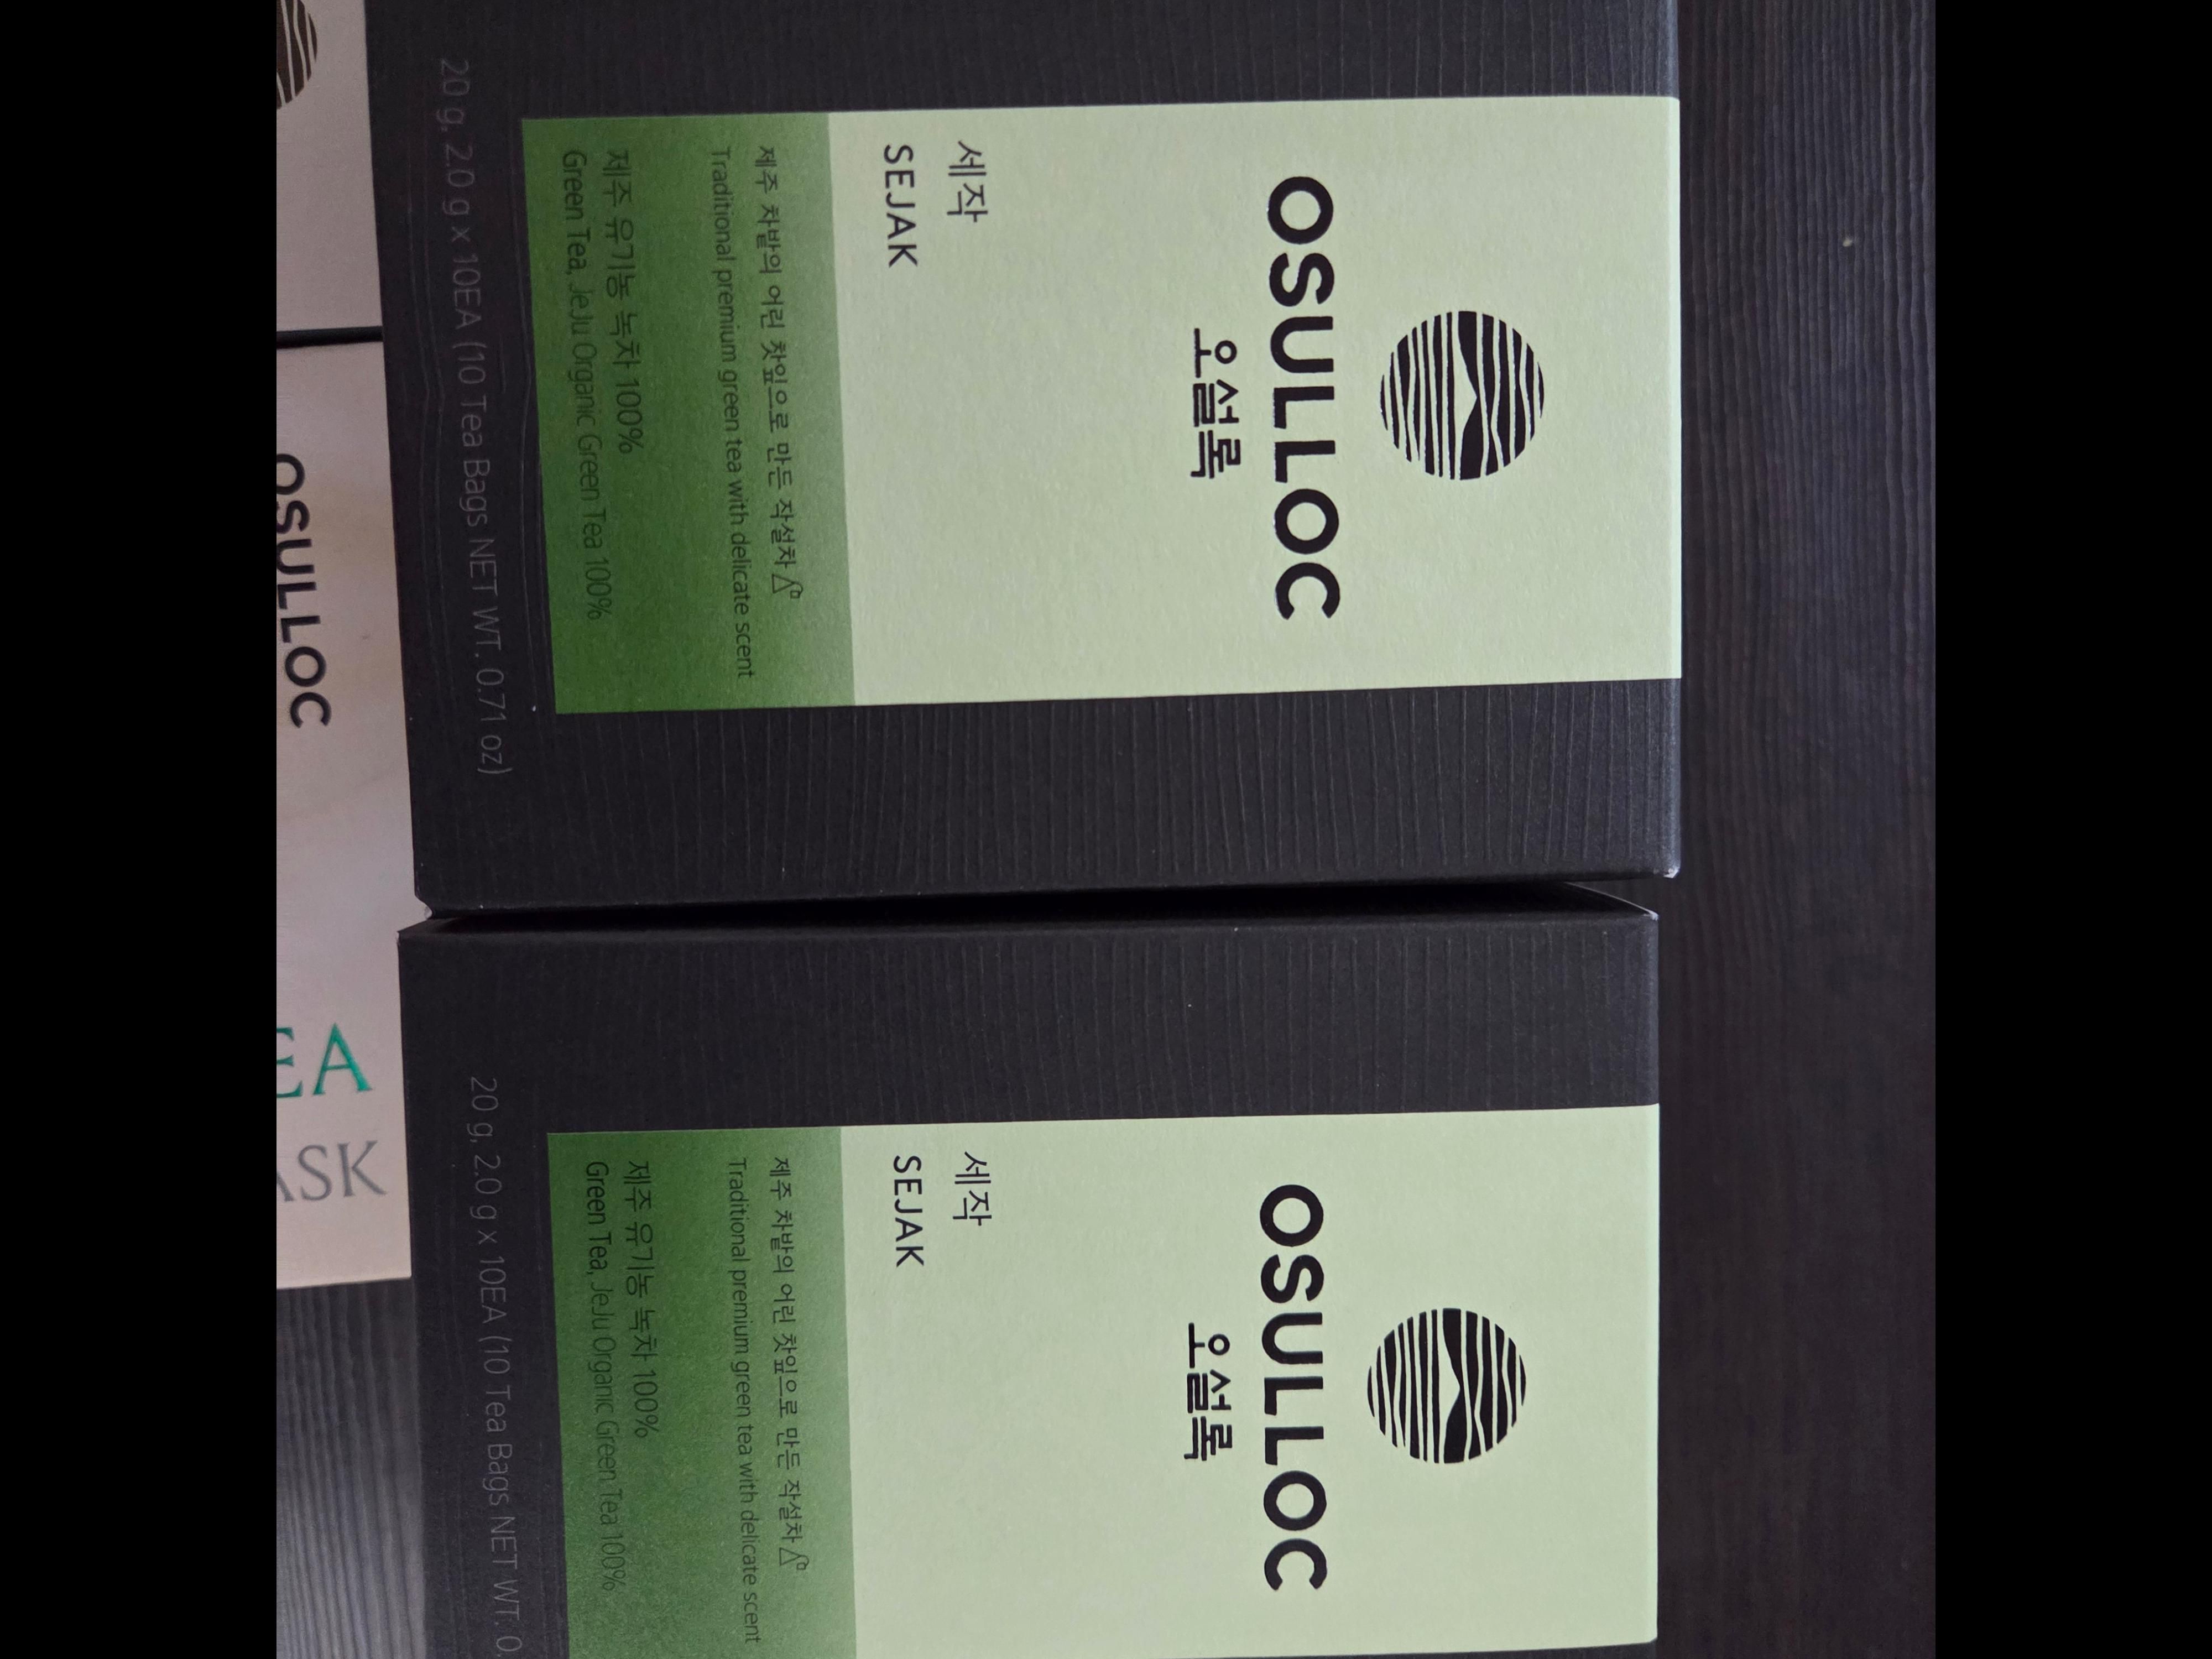 OSULLOC
오설록
세작
SEJAK
제주 차밭의 어린 찻잎으로 만든 작설차
Traditional premium green tea with delicate scent
제주 유기농 녹차 100%
Green Tea, JeJu Organic Green Tea 100%
20 g, 2.0 g x 10EA (10 Tea Bags NET WT. 0.71 oz)
OSULLOC
오설록
세작
SEJAK
제주 차밭의 어린 찻잎으로 만든 작설차
Traditional premium green tea with delicate scent
제주 유기농 녹차 100%
Green Tea, JeJu Organic Green Tea 100%
20 g, 2.0 g x 10EA (10 Tea Bags NET WT. 0
OSULLOC